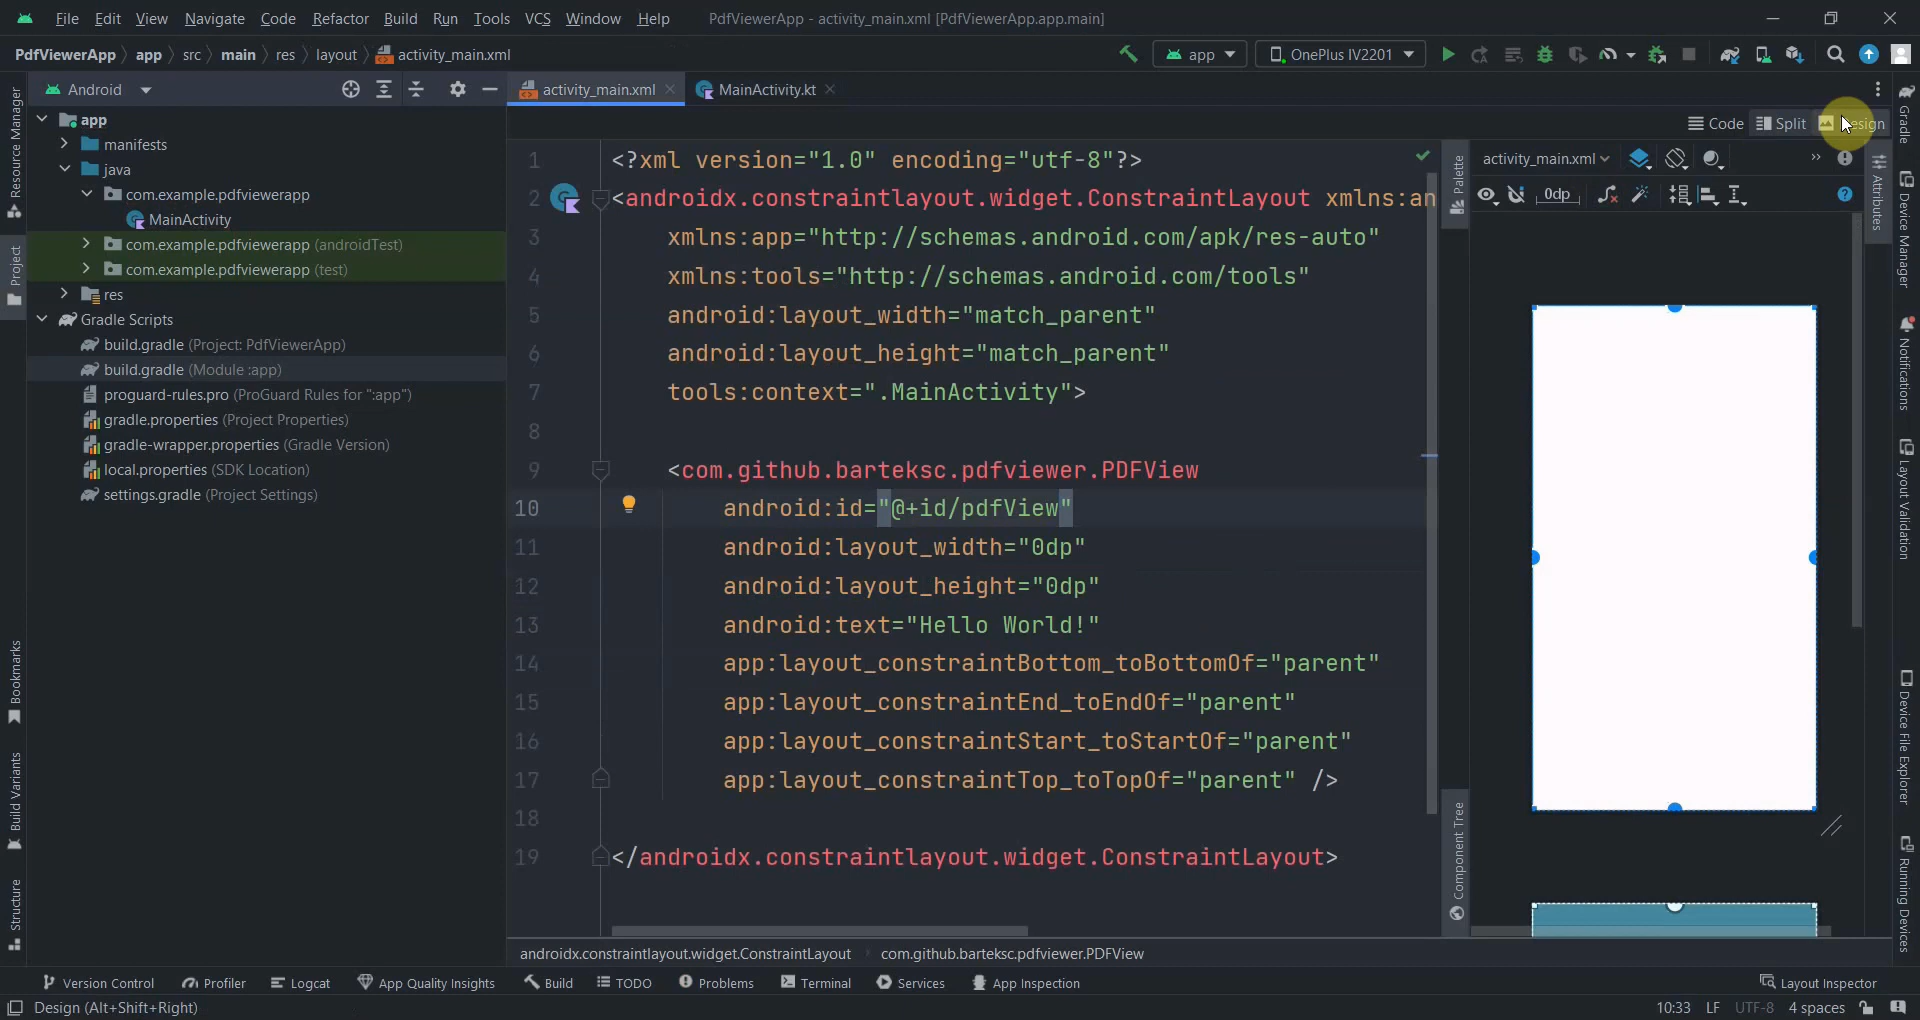 File Edit View Navigate Code Refactor Build Run Tools VCS Window Help PdfViewerApp - activity_main.xml [PdfViewerApp.app.main]
PdfViewerApp app src main res layout activity_main.xml app OnePlus IV2201
Android activity_main.xml MainActivity.kt
Code Split Design
app
manifests
java
com.example.pdfviewerapp
MainActivity
com.example.pdfviewerapp (androidTest)
com.example.pdfviewerapp (test)
res
Gradle Scripts
build.gradle (Project: PdfViewerApp)
build.gradle (Module :app)
proguard-rules.pro (ProGuard Rules for ":app")
gradle.properties (Project Properties)
gradle-wrapper.properties (Gradle Version)
local.properties (SDK Location)
settings.gradle (Project Settings)
1 <?xml version="1.0" encoding="utf-8"?>
2 <androidx.constraintlayout.widget.ConstraintLayout xmlns:an
3 xmlns:app="http://schemas.android.com/apk/res-auto"
4 xmlns:tools="http://schemas.android.com/tools"
5 android:layout_width="match_parent"
6 android:layout_height="match_parent"
7 tools:context=".MainActivity">
8
9 <com.github.barteksc.pdfviewer.PDFView
10 android:id="@+id/pdfView"
11 android:layout_width="0dp"
12 android:layout_height="0dp"
13 android:text="Hello World!"
14 app:layout_constraintBottom_toBottomOf="parent"
15 app:layout_constraintEnd_toEndOf="parent"
16 app:layout_constraintStart_toStartOf="parent"
17 app:layout_constraintTop_toTopOf="parent" />
18
19 </androidx.constraintlayout.widget.ConstraintLayout>
activity_main.xml
0dp
Palette
Component Tree
Attributes
Resource Manager
Project
Bookmarks
Build Variants
Structure
Gradle
Device Manager
Notifications
Layout Validation
Device File Explorer
Running Devices
androidx.constraintlayout.widget.ConstraintLayout com.github.barteksc.pdfviewer.PDFView
Version Control Profiler Logcat App Quality Insights Build TODO Problems Terminal Services App Inspection Layout Inspector
Design (Alt+Shift+Right) 10:33 LF UTF-8 4 spaces